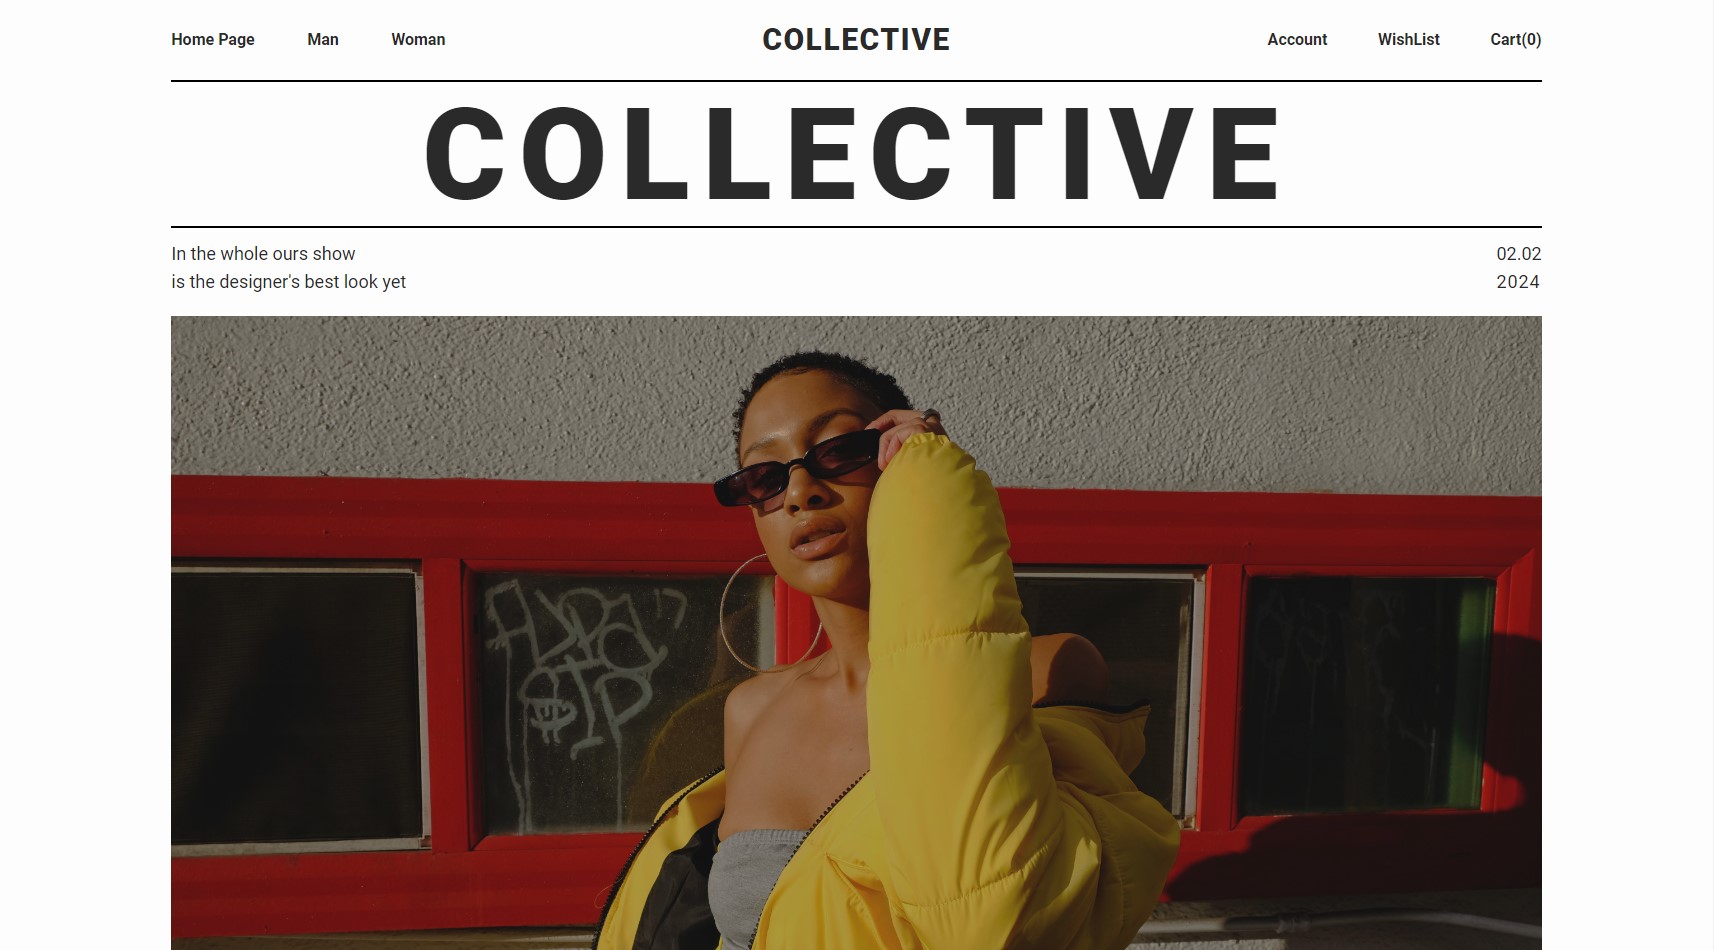 Home Page Man Woman COLLECTIVE Account WishList Cart(0)
COLLECTIVE
In the whole ours show 02.02
is the designer's best look yet 2024
$TP